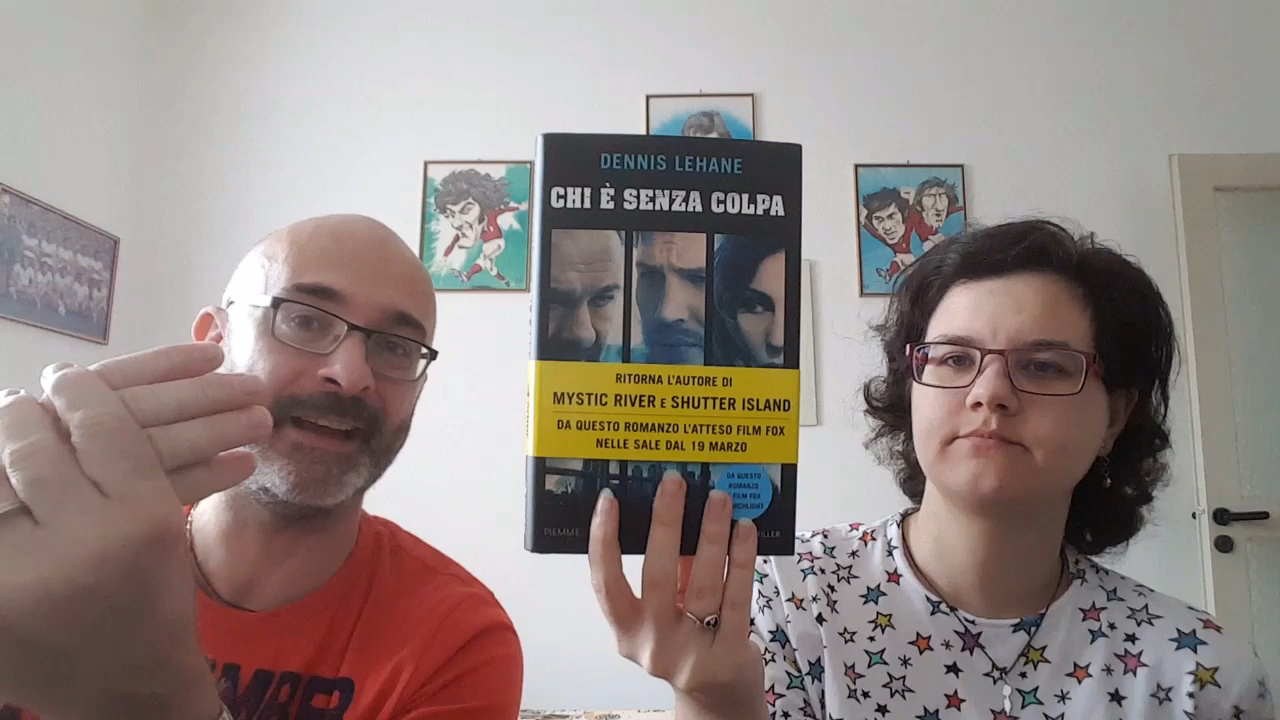 DENNIS LEHANE
CHI È SENZA COLPA
RITORNA L'AUTORE DI
MYSTIC RIVER E SHUTTER ISLAND
DA QUESTO ROMANZO L'ATTESO FILM FOX
NELLE SALE DAL 19 MARZO
DA QUESTO
ROMANZO
FILM FOX
PIEMME